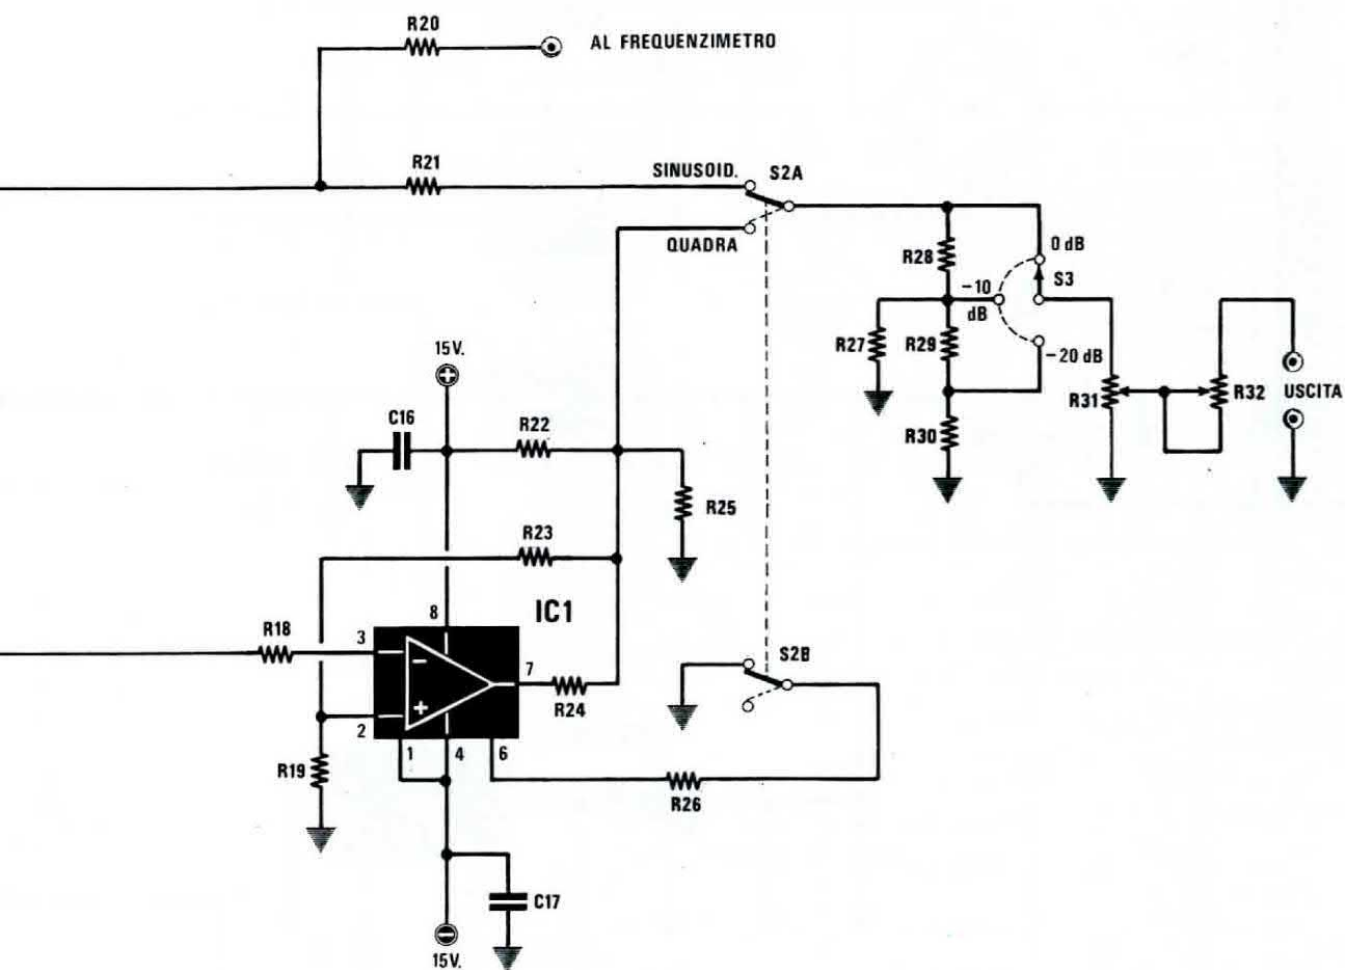 R20
AL FREQUENZIMETRO
R21
SINUSOID.
S2A
QUADRA
R28
0 dB
S3
-10
dB
R27
R29
-20 dB
R31
R32
USCITA
R30
15V.
+
C16
R22
R25
R23
IC1
8
R18
3
-
7
R24
+
2
1
4
6
R19
S2B
R26
C17
-
15V.